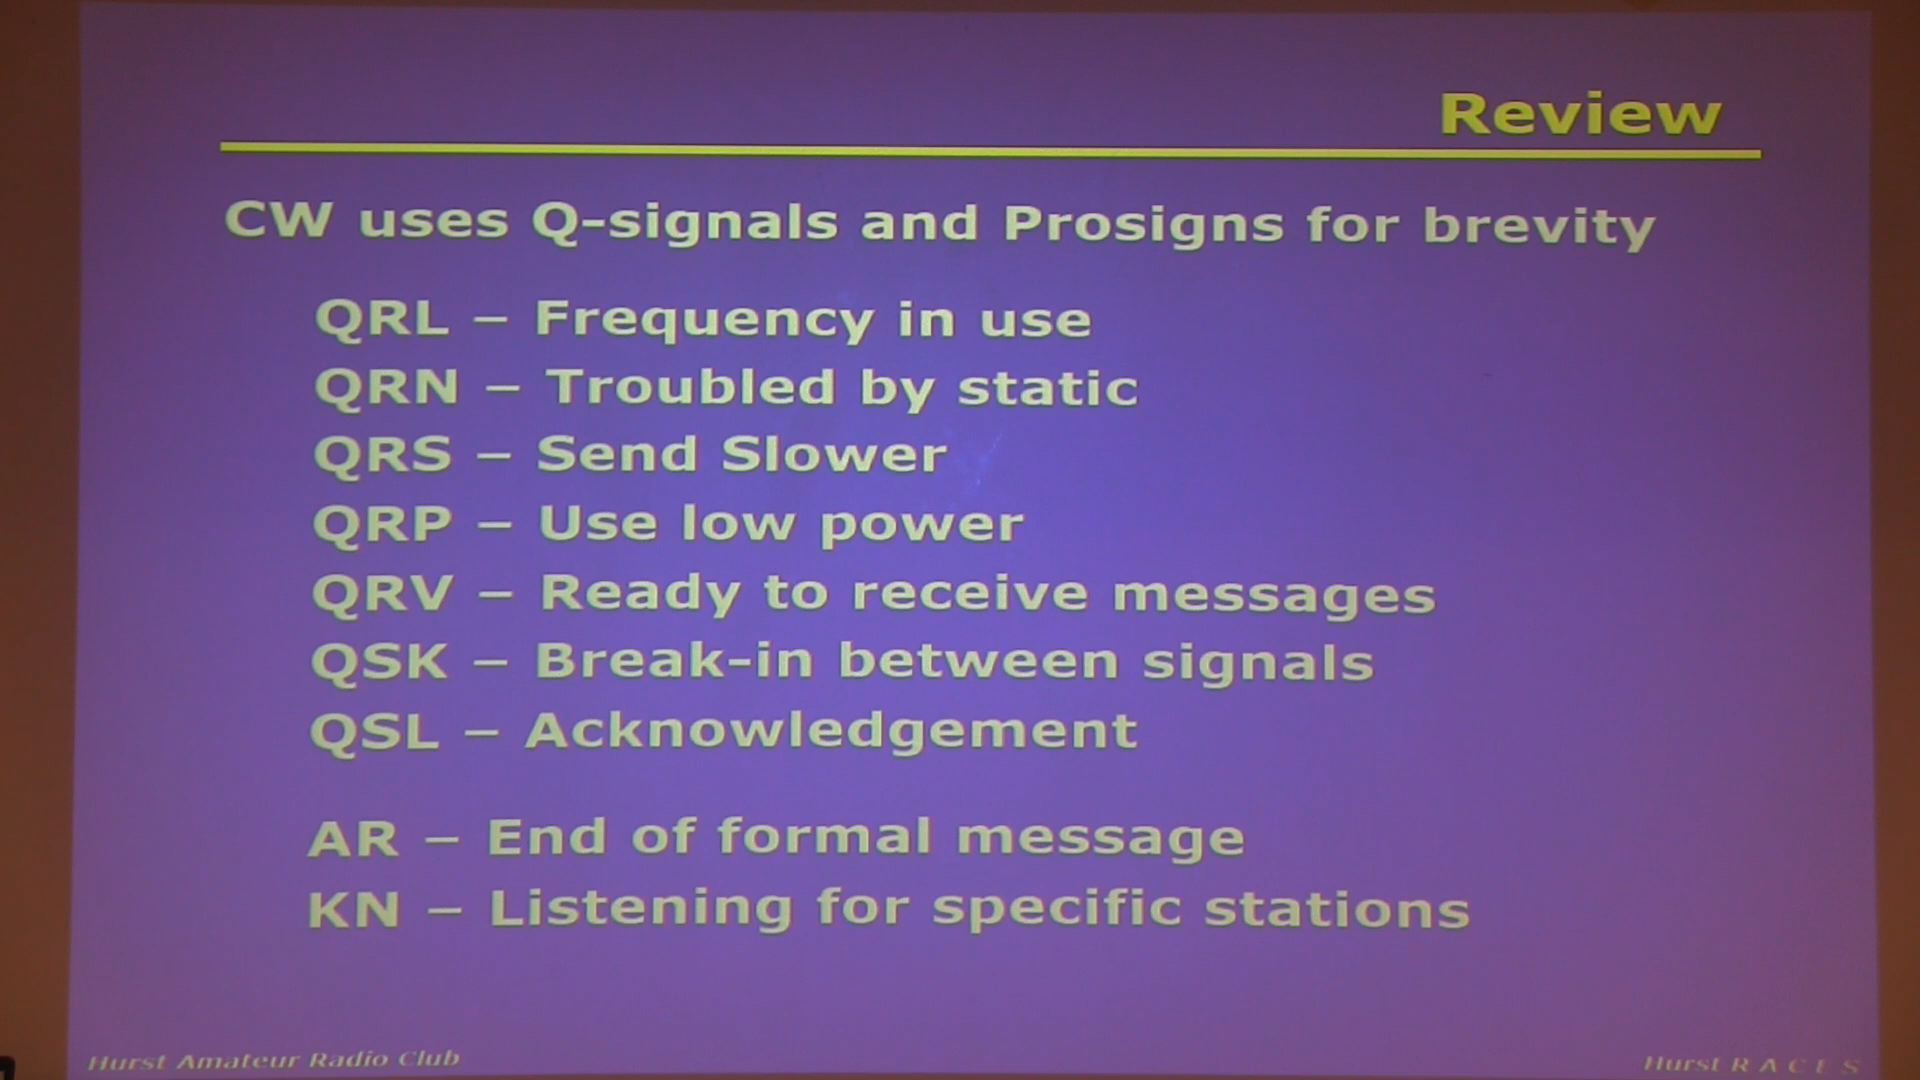 Review
CW uses Q-signals and Prosigns for brevity
QRL – Frequency in use
QRN – Troubled by static
QRS – Send Slower
QRP – Use low power
QRV – Ready to receive messages
QSK – Break-in between signals
QSL – Acknowledgement
AR – End of formal message
KN – Listening for specific stations
Hurst Amateur Radio Club
Hurst R A C E S